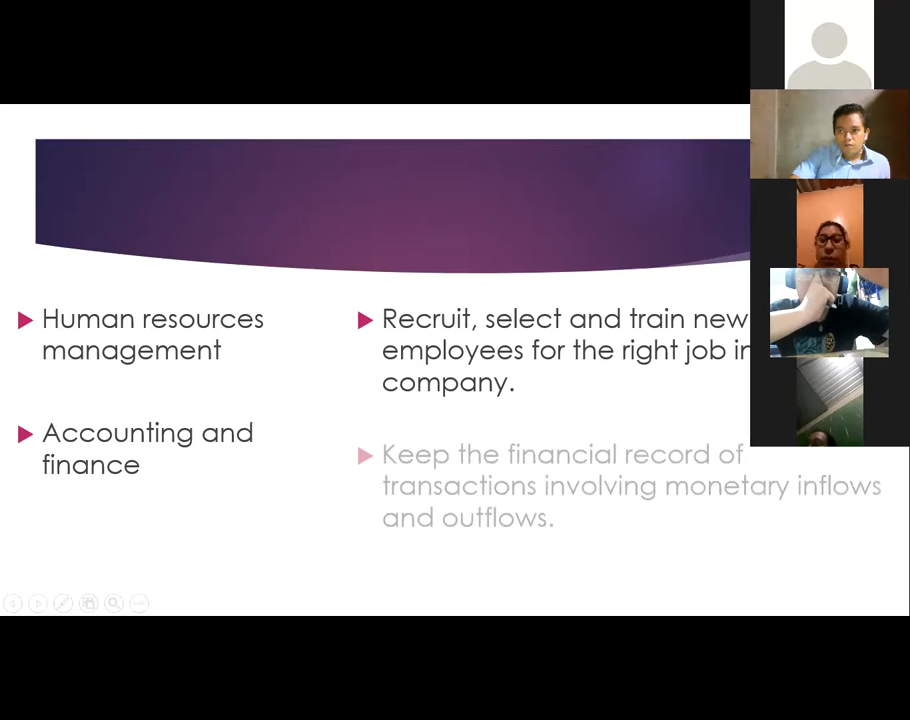 Human resources
management
Accounting and
finance
Recruit, select and train new
employees for the right job in
company.
Keep the financial record of
transactions involving monetary inflows
and outflows.